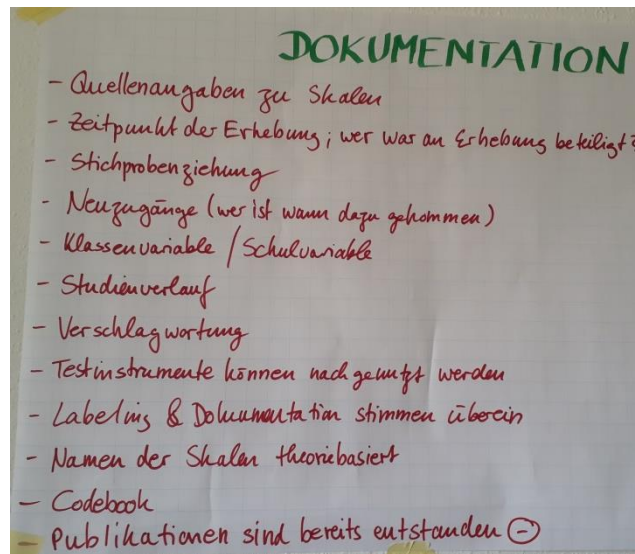 DOKUMENTATION
- Quellenangaben zu Skalen
- Zeitpunkt der Erhebung; wer war an Erhebung beteiligt?
- Stichprobenziehung
- Neuzugänge (wer ist wann dazu gekommen)
- Klassenvariable / Schulvariable
- Studienverlauf
- Verschlagwortung
- Testinstrumente können nachgenutzt werden
- Labeling & Dokumentation stimmen überein
- Namen der Skalen theoriebasiert
- Codebook
- Publikationen sind bereits entstanden (-)